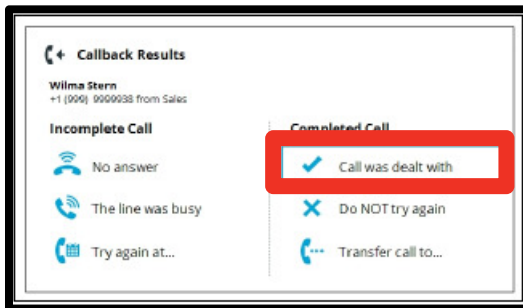 Callback Results
Wilma Stern
+1 (999) 9999938 from Sales
Incomplete Call
No answer
The line was busy
Try again at...
Completed Call
Call was dealt with
Do NOT try again
Transfer call to...